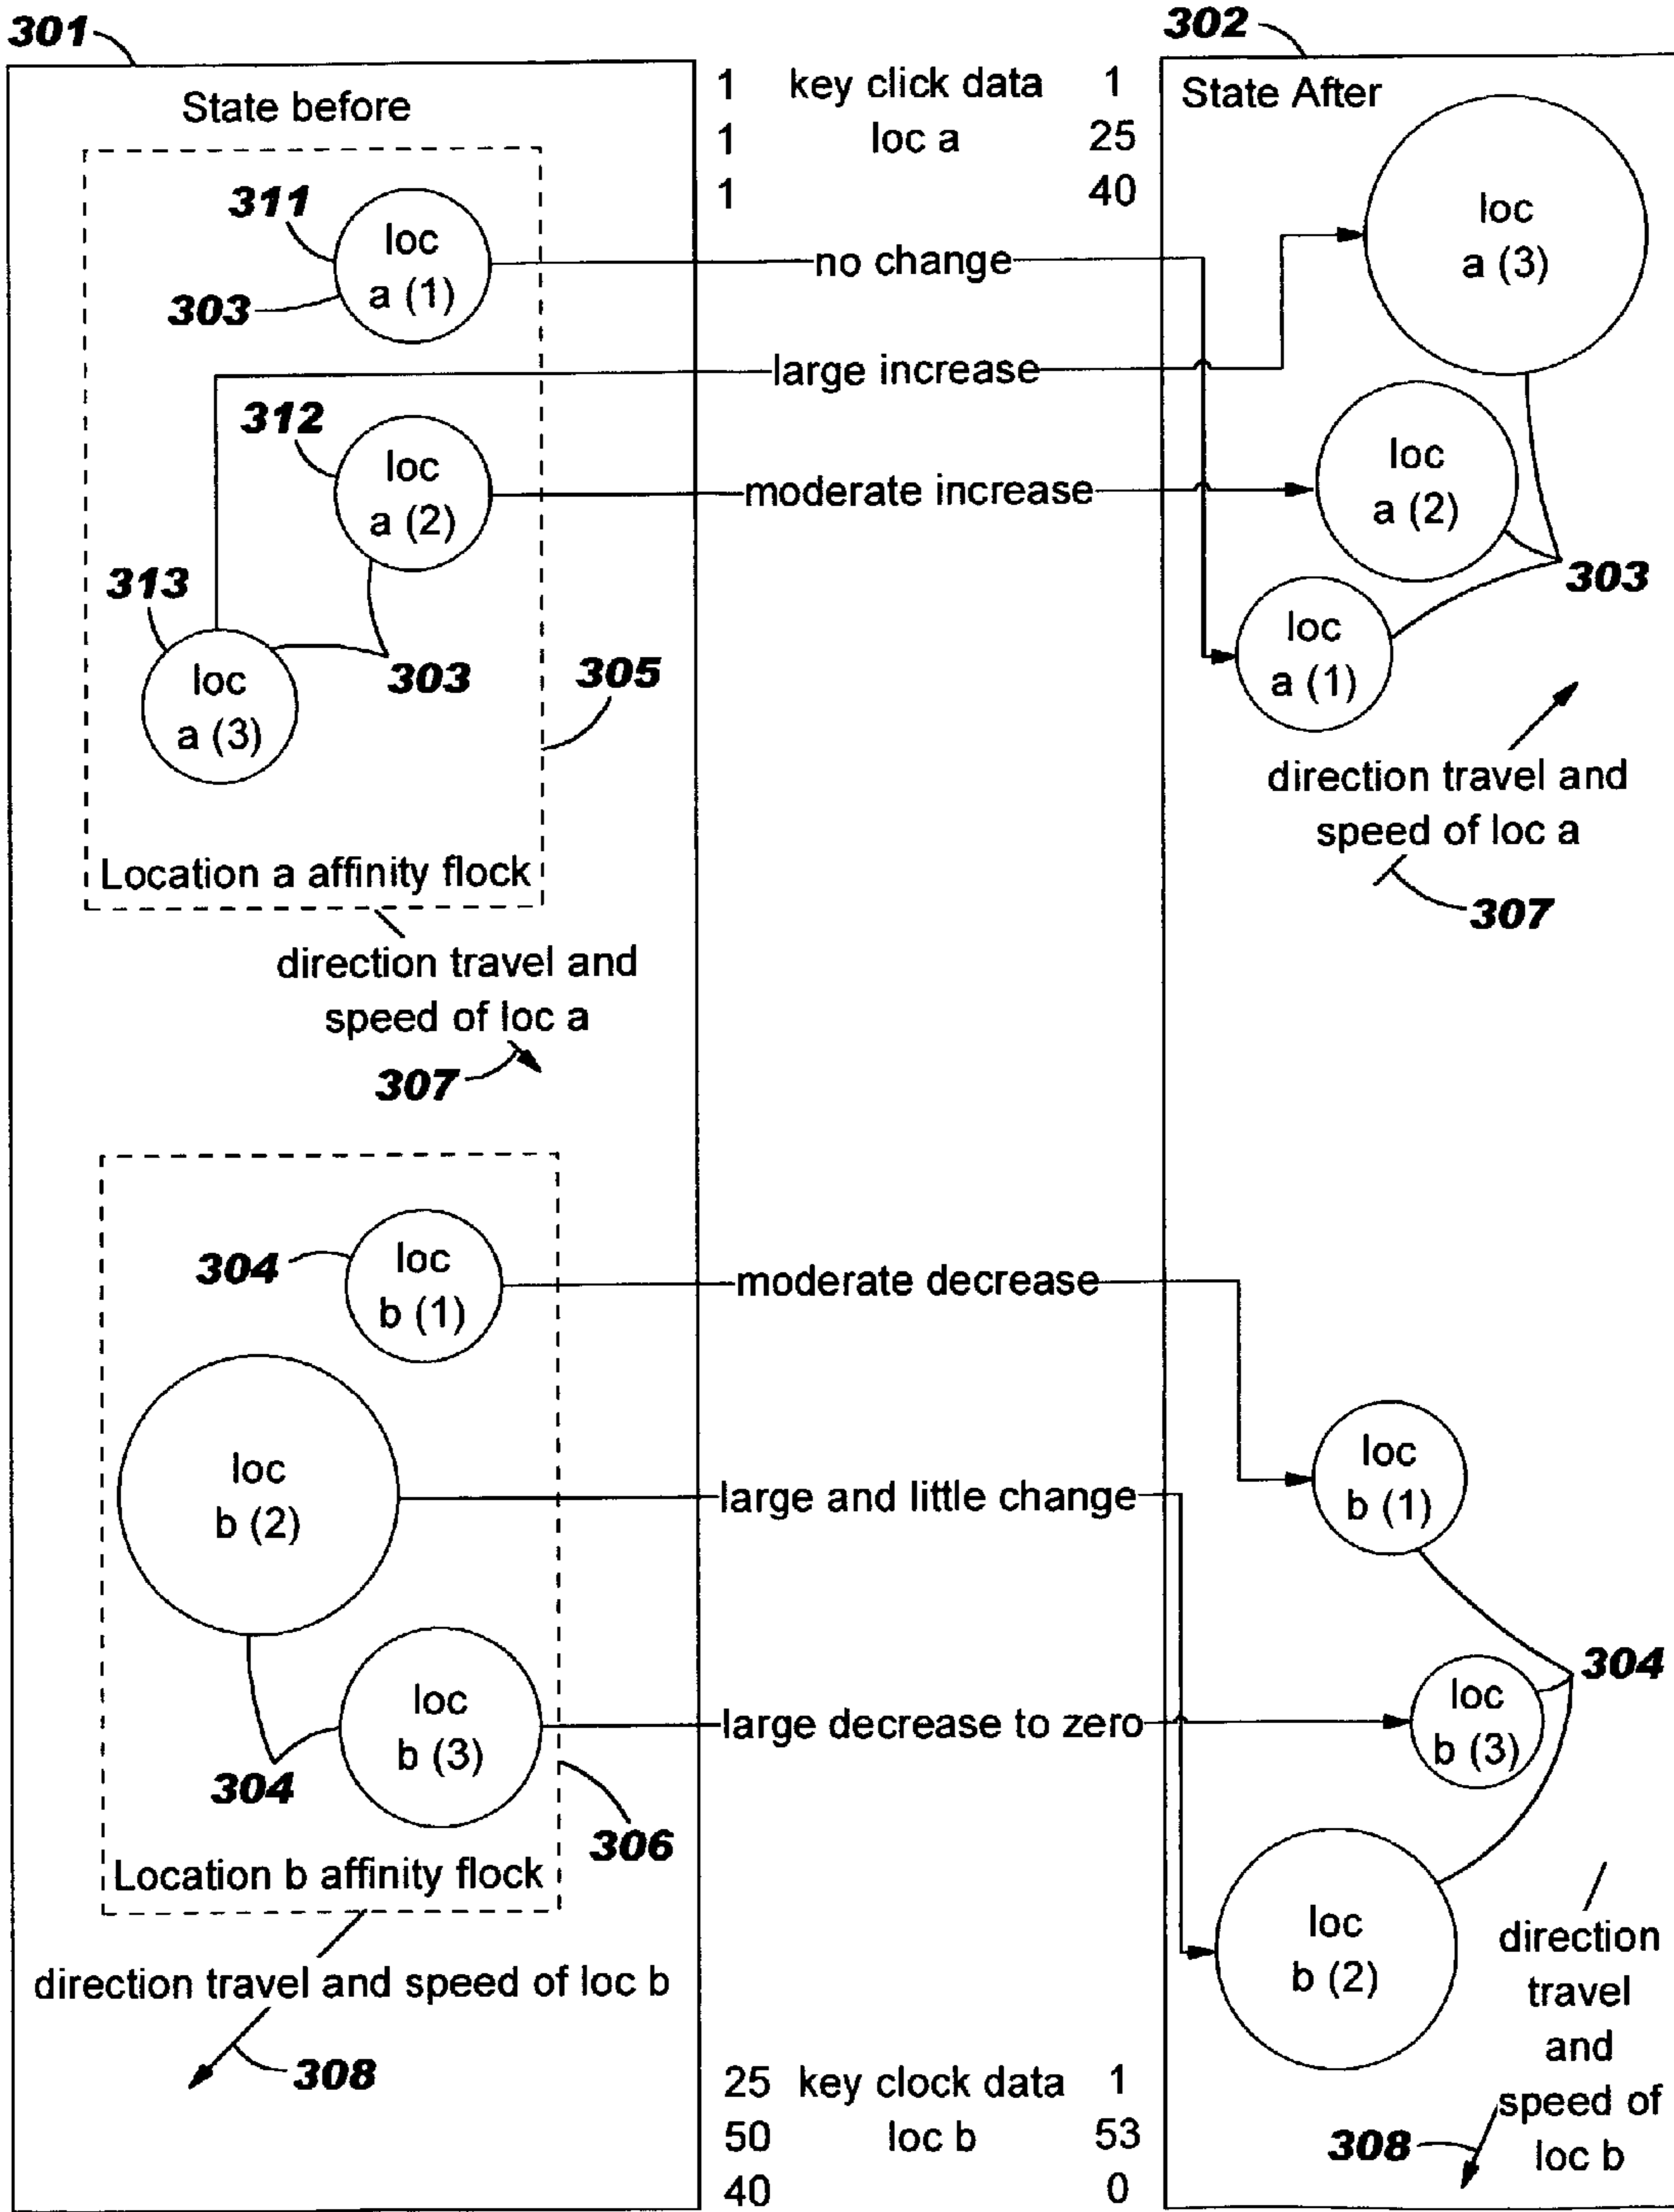 301
302
State before
1 key click data 1
1 loc a 25
1 40
State After
311
loc
a (1)
303
no change
loc
a (3)
large increase
312
loc
a (2)
moderate increase
loc
a (2)
303
313
loc
a (3)
303
305
loc
a (1)
direction travel and
speed of loc a
307
Location a affinity flock
direction travel and
speed of loc a
307
304
loc
b (1)
moderate decrease
loc
b (1)
loc
b (2)
large and little change
304
loc
b (3)
large decrease to zero
loc
b (3)
304
306
Location b affinity flock
loc
b (2)
direction travel and speed of loc b
308
direction
travel
and
speed of
loc b
308
25 key clock data 1
50 loc b 53
40 0